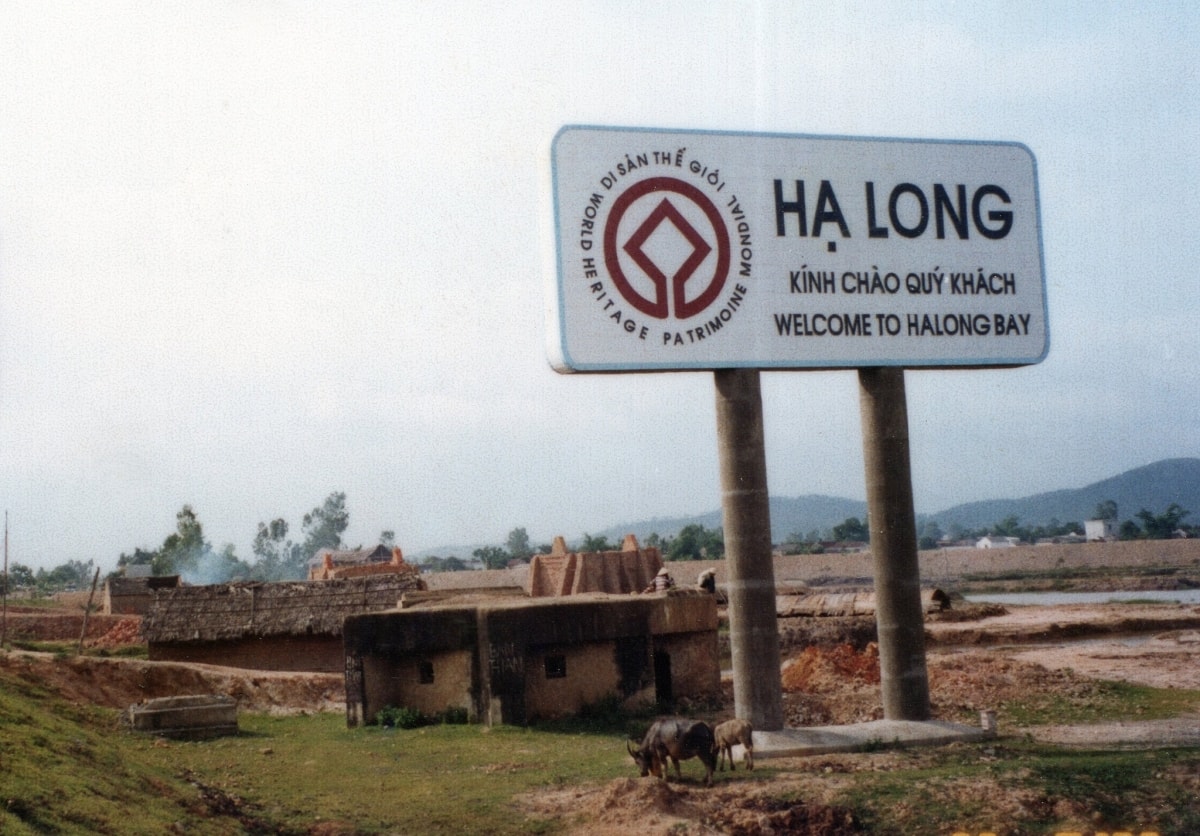 DI SẢN THẾ GIỚI
WORLD HERITAGE
PATRIMOINE MONDIAL
HẠ LONG
KÍNH CHÀO QUÝ KHÁCH
WELCOME TO HALONG BAY